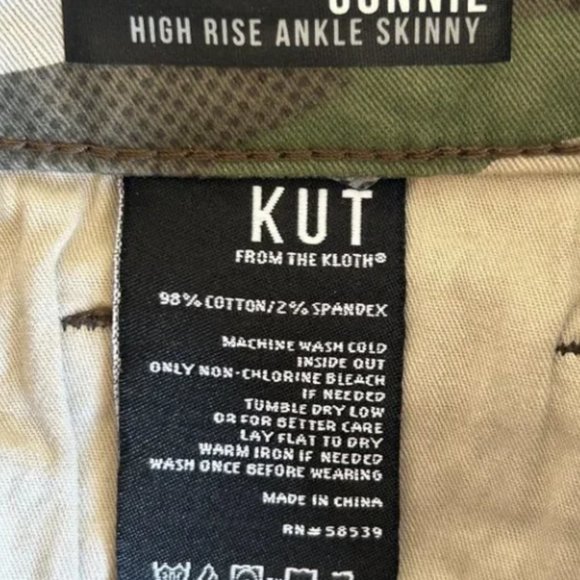 CONNIE
HIGH RISE ANKLE SKINNY
KUT
FROM THE KLOTH®
98% COTTON/2% SPANDEX
MACHINE WASH COLD
INSIDE OUT
ONLY NON-CHLORINE BLEACH
IF NEEDED
TUMBLE DRY LOW
OR FOR BETTER CARE
LAY FLAT TO DRY
WARM IRON IF NEEDED
WASH ONCE BEFORE WEARING
MADE IN CHINA
RN#58539